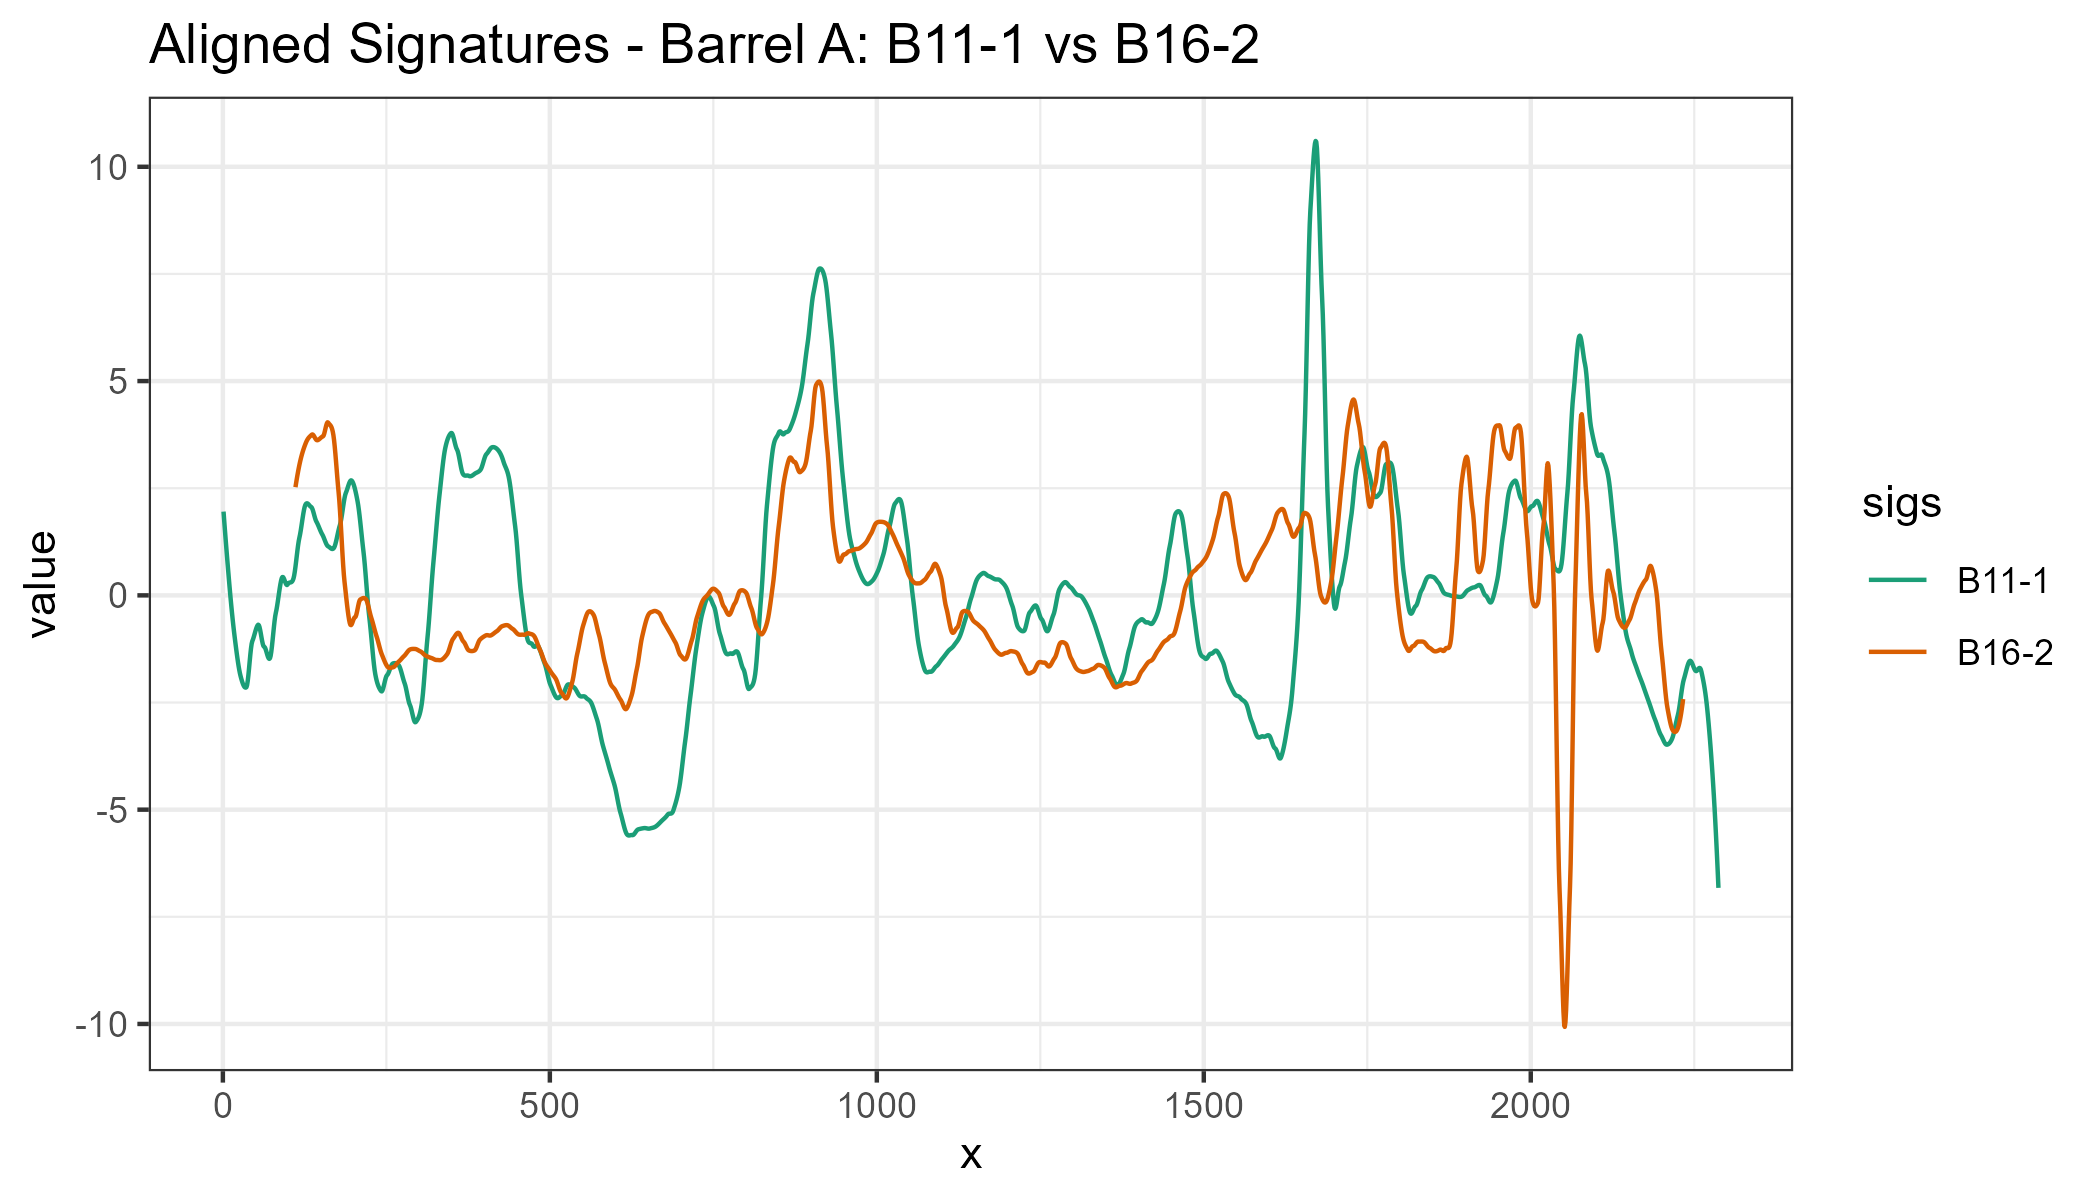 Aligned Signatures - Barrel A: B11-1 vs B16-2
10
5
0
-5
-10
value
0 500 1000 1500 2000
x
sigs
B11-1
B16-2